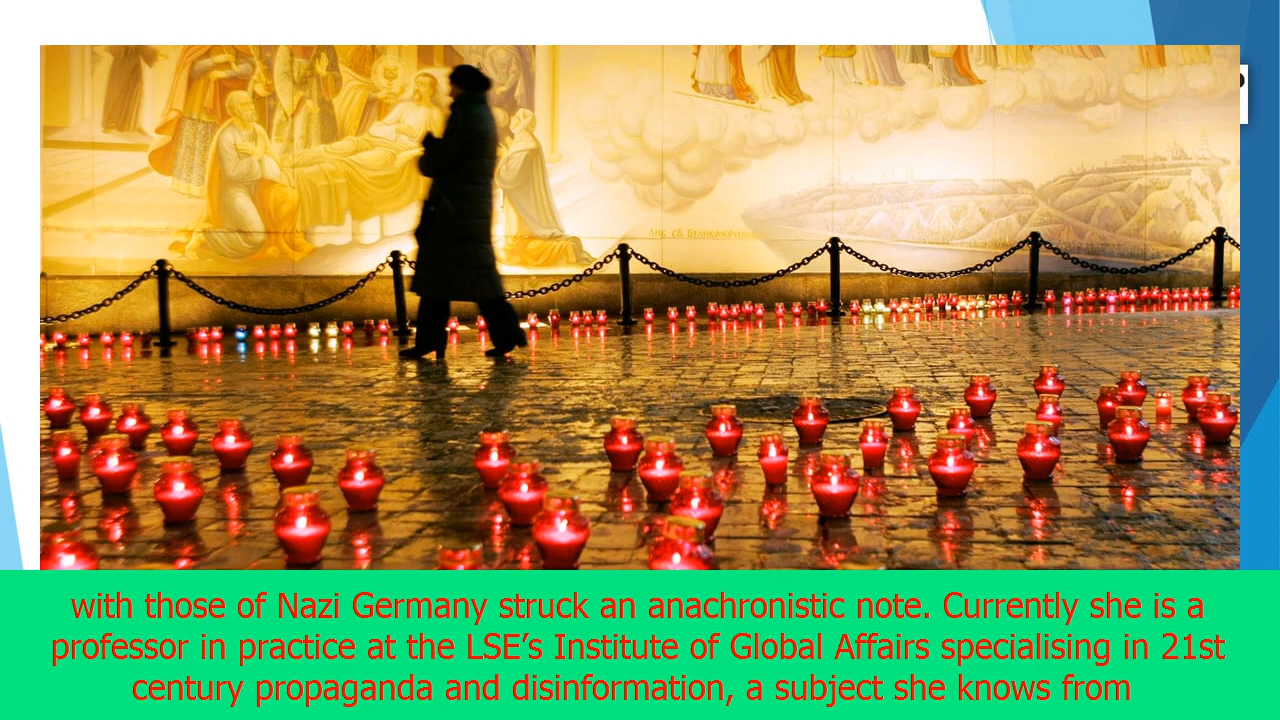 with those of Nazi Germany struck an anachronistic note. Currently she is a
professor in practice at the LSE’s Institute of Global Affairs specialising in 21st
century propaganda and disinformation, a subject she knows from